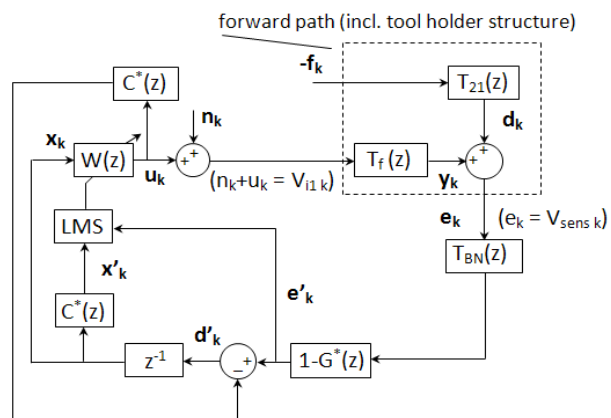 forward path (incl. tool holder structure)
-fk
C*(z)
T21(z)
nk
dk
xk
W(z)
+
+
Tf(z)
+
+
uk
(nk+uk = Vi1 k)
yk
LMS
ek
(ek = Vsens k)
x'k
TBN(z)
e'k
C*(z)
d'k
z-1
–
+
1-G*(z)